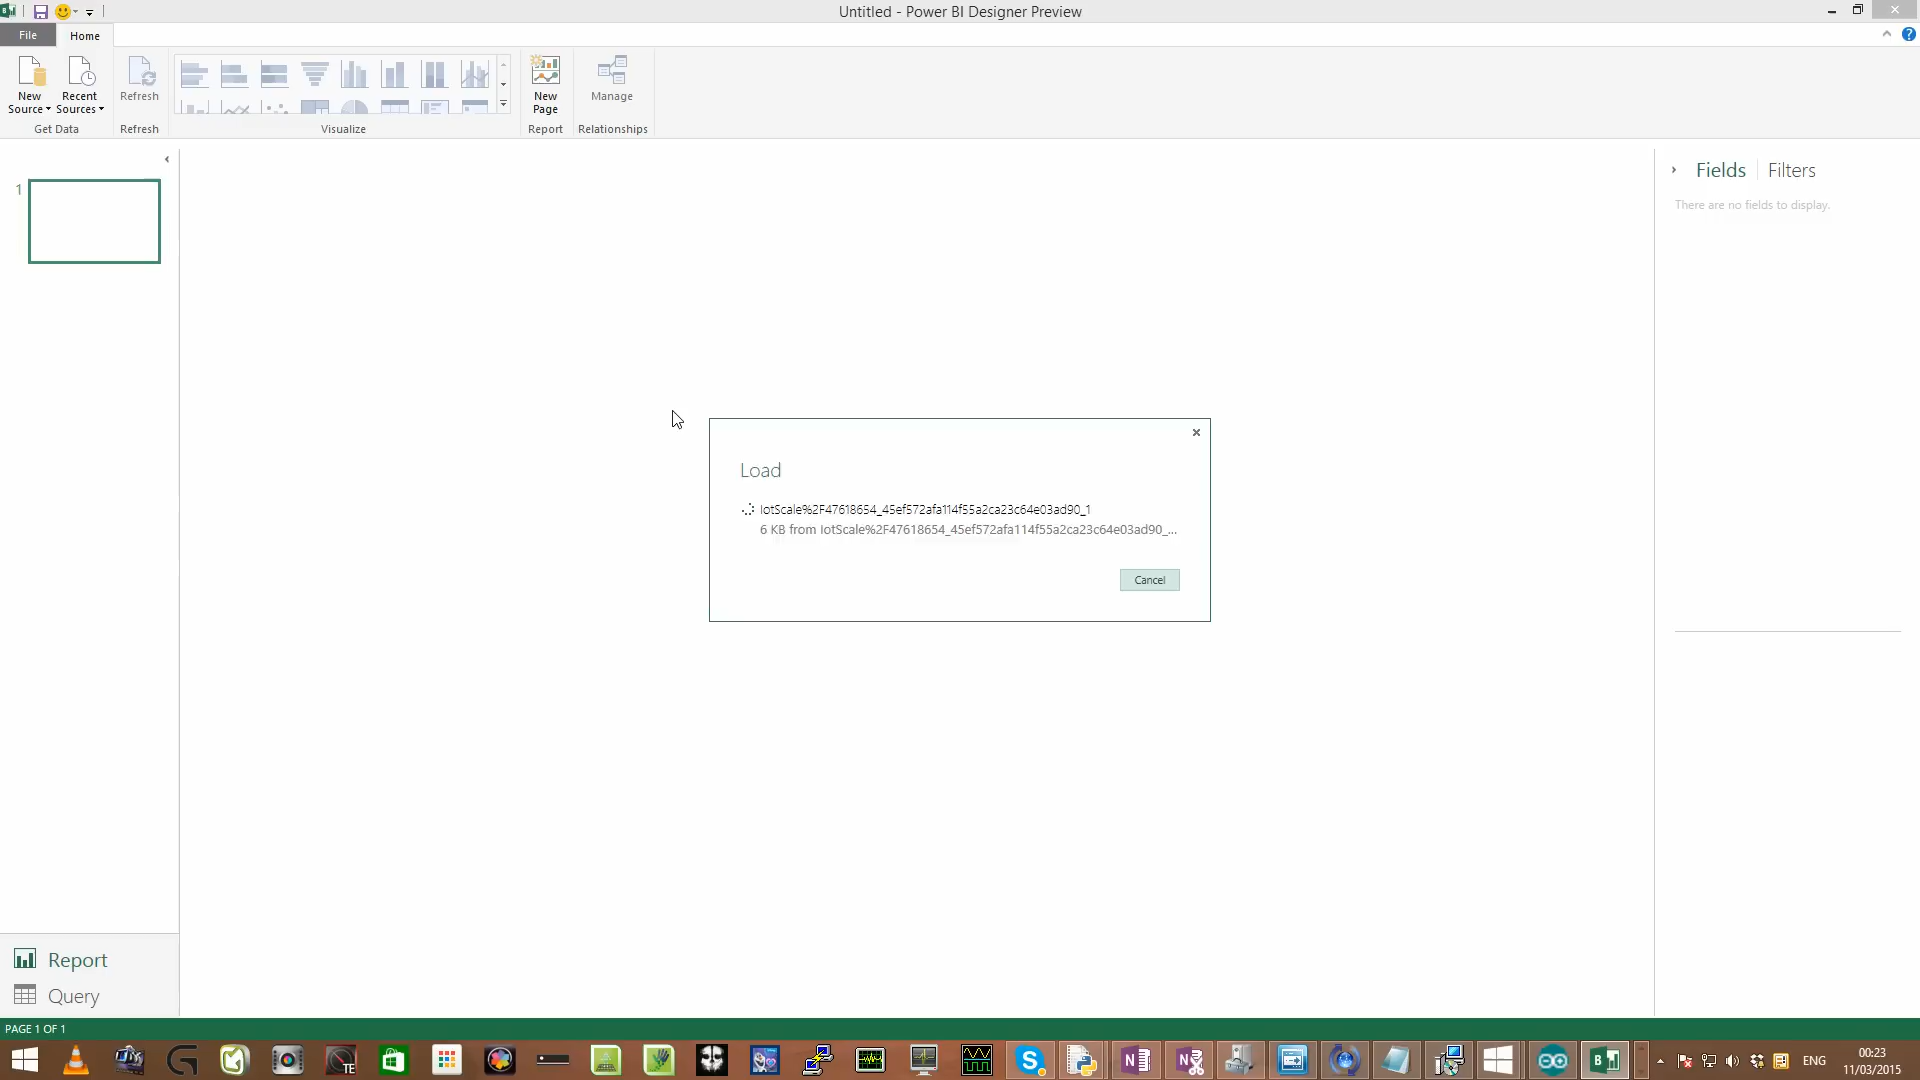 Untitled - Power BI Designer Preview
File
Home
New
Source
Recent
Sources
Refresh
New
Page
Manage
Get Data
Refresh
Visualize
Report
Relationships
1
Fields
Filters
There are no fields to display.
Load
IotScale%2F47618654_45ef572afa114f55a2ca23c64e03ad90_1
6 KB from IotScale%2F47618654_45ef572afa114f55a2ca23c64e03ad90_...
Cancel
Report
Query
PAGE 1 OF 1
TE
ENG
00:23
11/03/2015